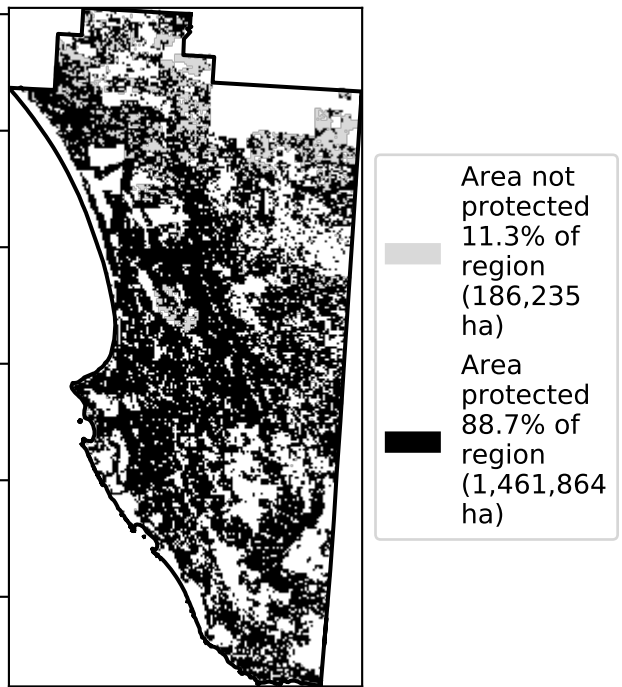 Area not
protected
11.3% of
region
(186,235
ha)
Area
protected
88.7% of
region
(1,461,864
ha)